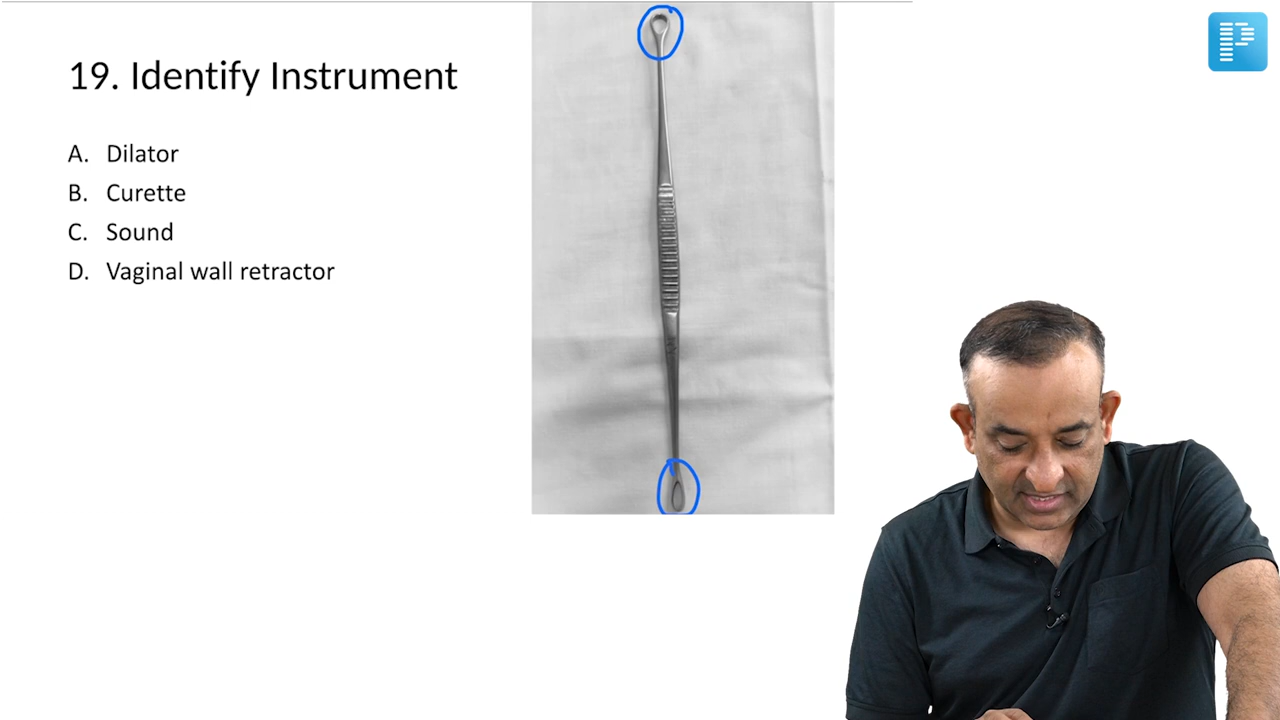 19. Identify Instrument
A. Dilator
B. Curette
C. Sound
D. Vaginal wall retractor